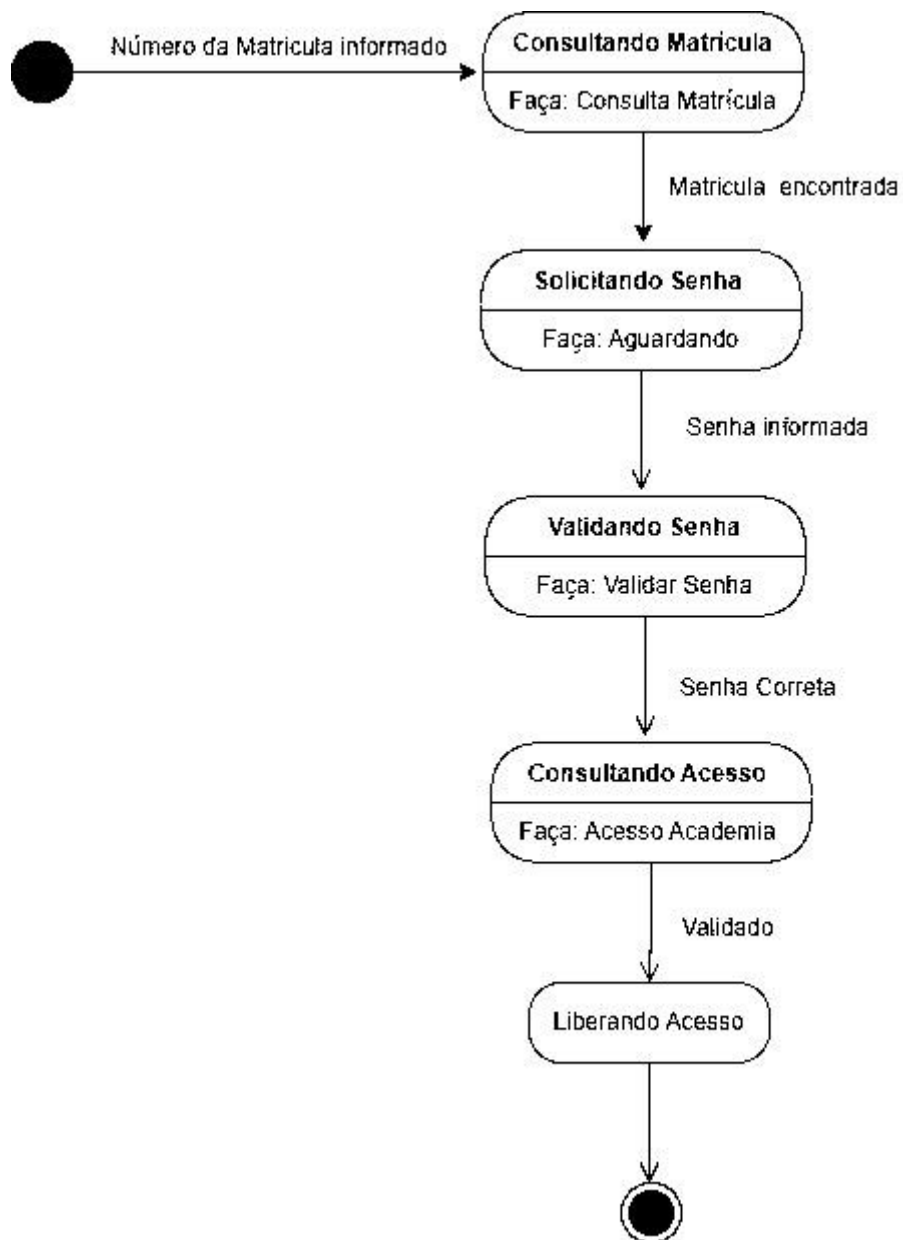 Número da Matricula informado
Consultando Matrícula
Faça: Consulta Matrícula
Matricula encontrada
Solicitando Senha
Faça: Aguardando
Senha informada
Validando Senha
Faça: Validar Senha
Senha Correta
Consultando Acesso
Faça: Acesso Academia
Validado
Liberando Acesso